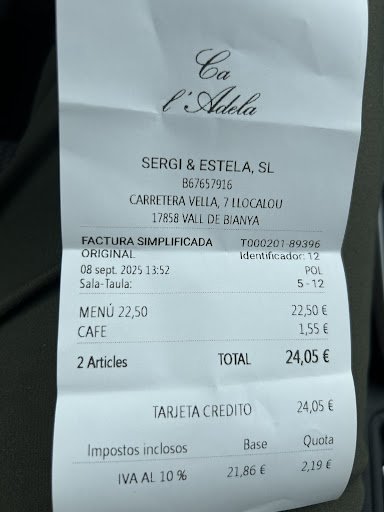 Ca
l'Adela
SERGI & ESTELA, SL
B67657916
CARRETERA VELLA, 7 LLOCALOU
17858 VALL DE BIANYA
FACTURA SIMPLIFICADA T000201 89396
ORIGINAL Identificador: 12
08 sept. 2025 13:52 POL
Sala-Taula: 5 - 12
MENÚ 22,50 22,50 €
CAFE 1,55 €
2 Articles TOTAL 24,05 €
TARJETA CREDITO 24,05 €
Impostos inclosos Base Quota
IVA AL 10 % 21,86 € 2,19 €